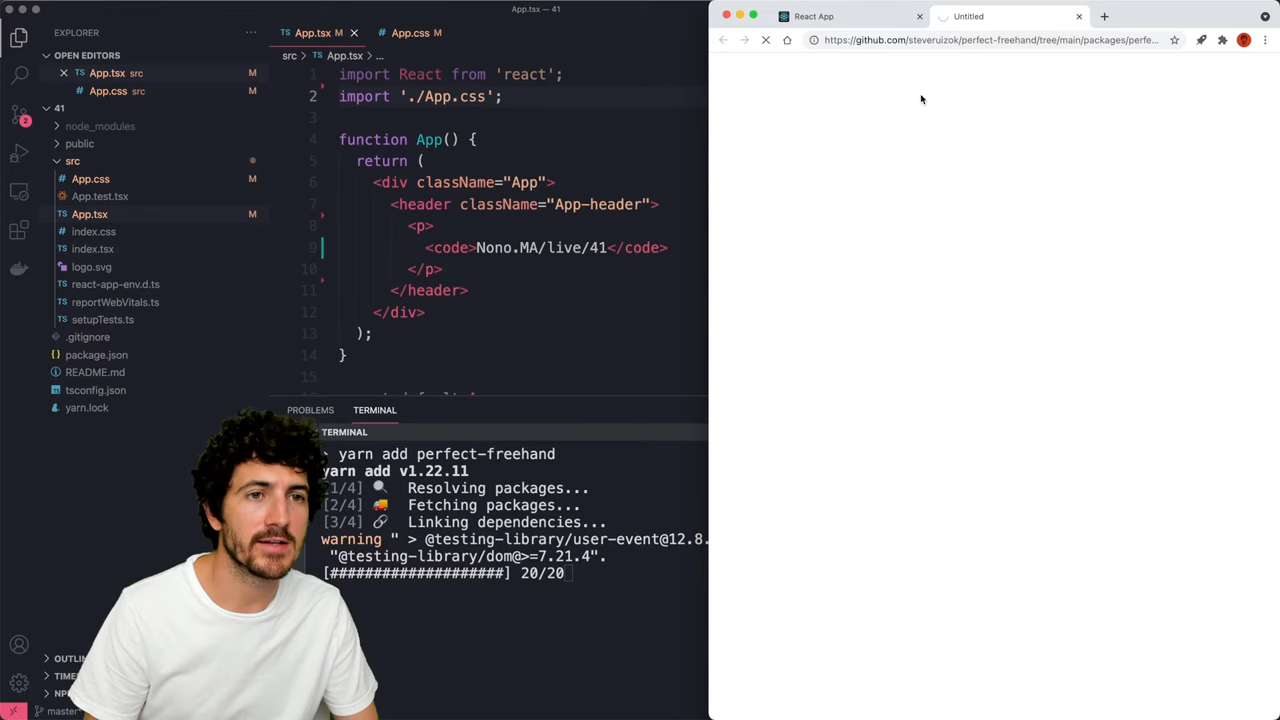 App.tsx — 41
EXPLORER
OPEN EDITORS
App.tsx src M
App.css src M
41
node_modules
public
src
App.css M
App.test.tsx
App.tsx M
index.css
index.tsx
logo.svg
react-app-env.d.ts
reportWebVitals.ts
setupTests.ts
.gitignore
package.json
README.md
tsconfig.json
yarn.lock
master*
2
App.tsx M
App.css M
src > App.tsx > ...
1 import React from 'react';
2 import './App.css';
3
4 function App() {
5 return (
6 <div className="App">
7 <header className="App-header">
8 <p>
9 <code>Nono.MA/live/41</code>
10 </p>
11 </header>
12 </div>
13 );
14 }
15
PROBLEMS TERMINAL
TERMINAL
yarn add perfect-freehand
yarn add v1.22.11
[1/4] 🔍 Resolving packages...
[2/4] 🚚 Fetching packages...
[3/4] 🔗 Linking dependencies...
warning " > @testing-library/user-event@12.8.
"@testing-library/dom@>=7.21.4".
[####################] 20/20
React App
Untitled
https://github.com/steveruizok/perfect-freehand/tree/main/packages/perfe...